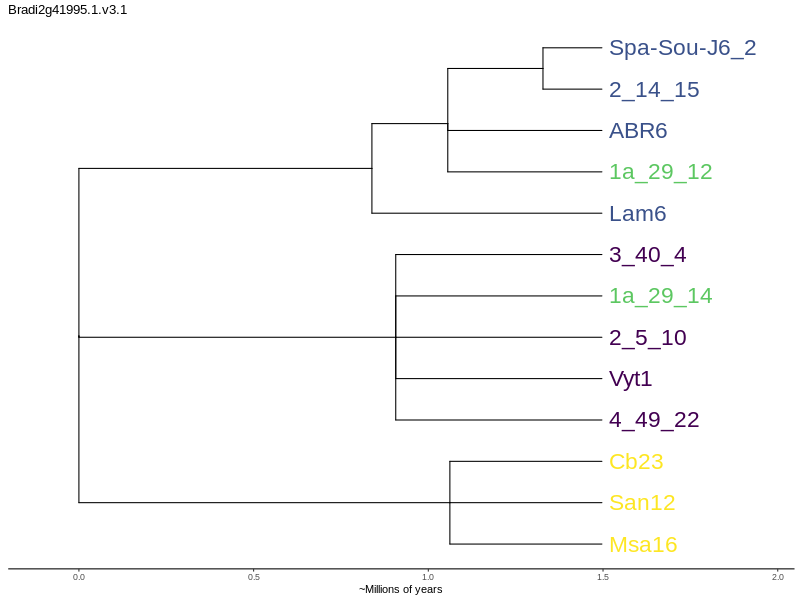 Bradi2g41995.1.v3.1
Spa-Sou-J6_2
2_14_15
ABR6
1a_29_12
Lam6
3_40_4
1a_29_14
2_5_10
Vyt1
4_49_22
Cb23
San12
Msa16
0.0 0.5 1.0 1.5 2.0
~Millions of years